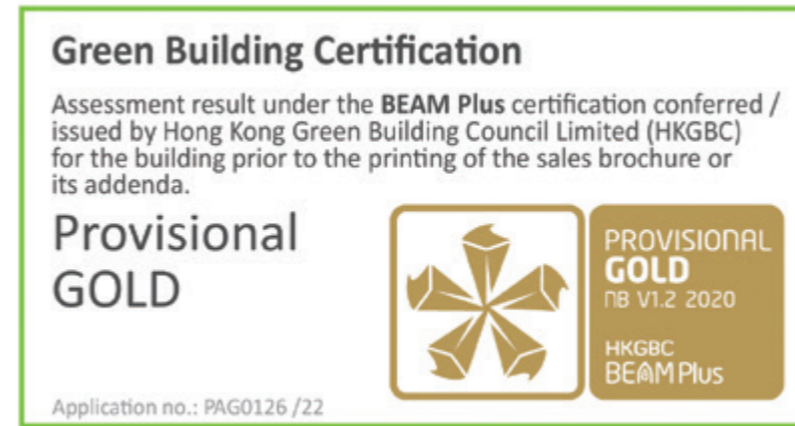 Green Building Certification
Assessment result under the BEAM Plus certification conferred /
issued by Hong Kong Green Building Council Limited (HKGBC)
for the building prior to the printing of the sales brochure or
its addenda.
Provisional
GOLD
PROVISIONAL
GOLD
NB V1.2 2020
HKGBC
BEAM Plus
Application no.: PAG0126 /22